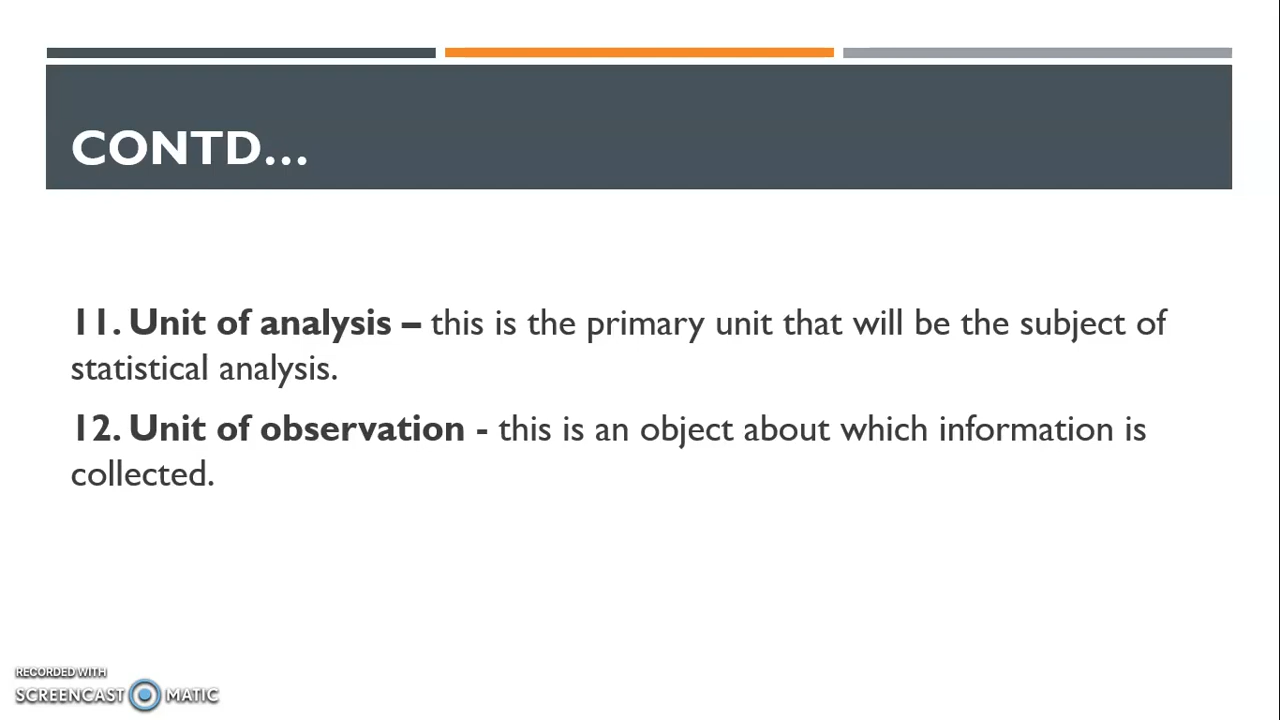 CONTD...
11. Unit of analysis – this is the primary unit that will be the subject of
statistical analysis.
12. Unit of observation - this is an object about which information is
collected.
RECORDED WITH
SCREENCAST MATIC